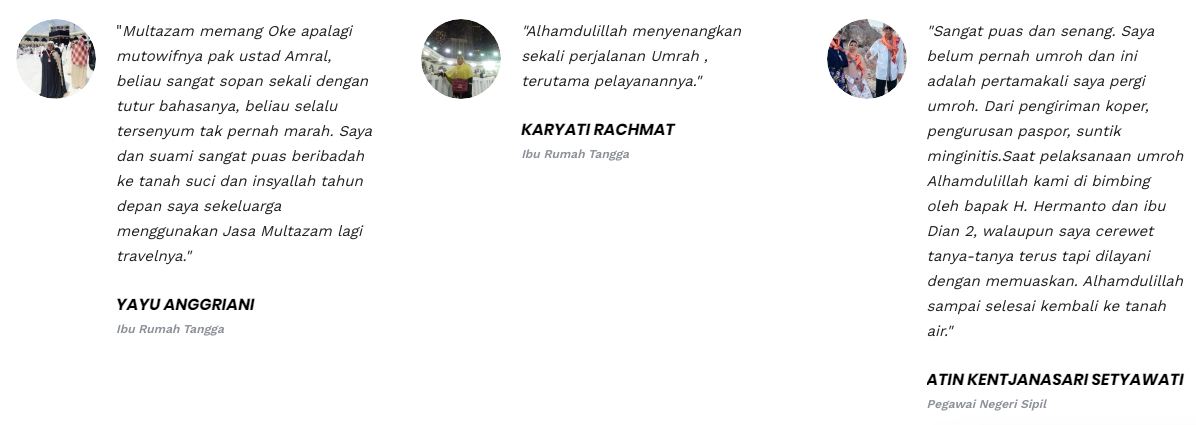 "Multazam memang Oke apalagi
mutowifnya pak ustad Amral,
beliau sangat sopan sekali dengan
tutur bahasanya, beliau selalu
tersenyum tak pernah marah. Saya
dan suami sangat puas beribadah
ke tanah suci dan insyallah tahun
depan saya sekeluarga
menggunakan Jasa Multazam lagi
travelnya."
YAYU ANGGRIANI
Ibu Rumah Tangga
"Alhamdulillah menyenangkan
sekali perjalanan Umrah ,
terutama pelayanannya."
KARYATI RACHMAT
Ibu Rumah Tangga
"Sangat puas dan senang. Saya
belum pernah umroh dan ini
adalah pertamakali saya pergi
umroh. Dari pengiriman koper,
pengurusan paspor, suntik
minginitis.Saat pelaksanaan umroh
Alhamdulillah kami di bimbing
oleh bapak H. Hermanto dan ibu
Dian 2, walaupun saya cerewet
tanya-tanya terus tapi dilayani
dengan memuaskan. Alhamdulillah
sampai selesai kembali ke tanah
air."
ATIN KENTJANASARI SETYAWATI
Pegawai Negeri Sipil